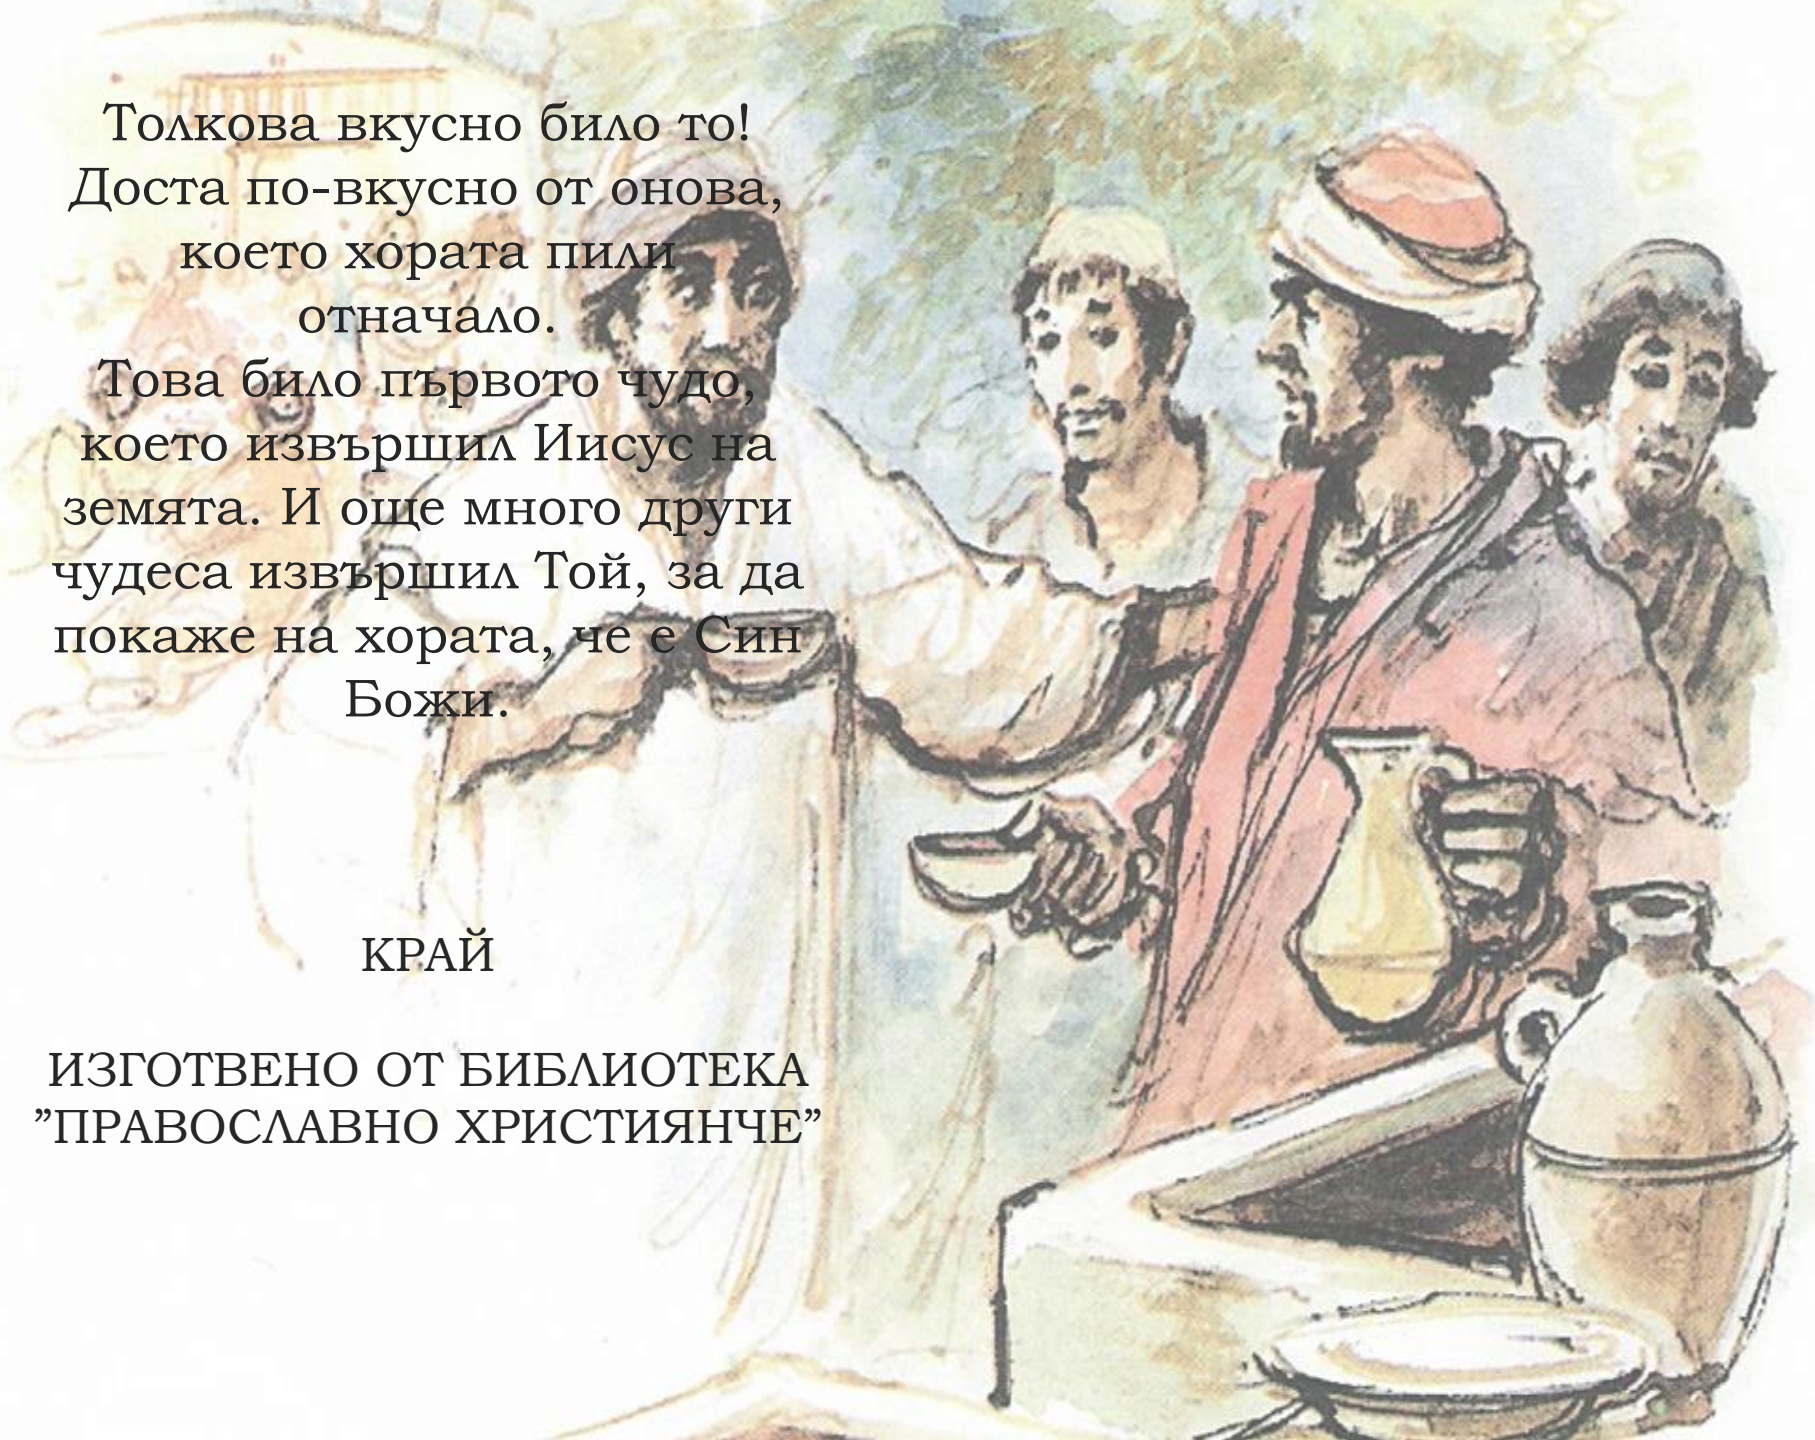 Толкова вкусно било то!
Доста по-вкусно от онова,
което хората пили
отначало.
Това било първото чудо,
което извършил Иисус на
земята. И още много други
чудеса извършил Той, за да
покаже на хората, че е Син
Божи.
КРАЙ
ИЗГОТВЕНО ОТ БИБЛИОТЕКА
”ПРАВОСЛАВНО ХРИСТИЯНЧЕ”